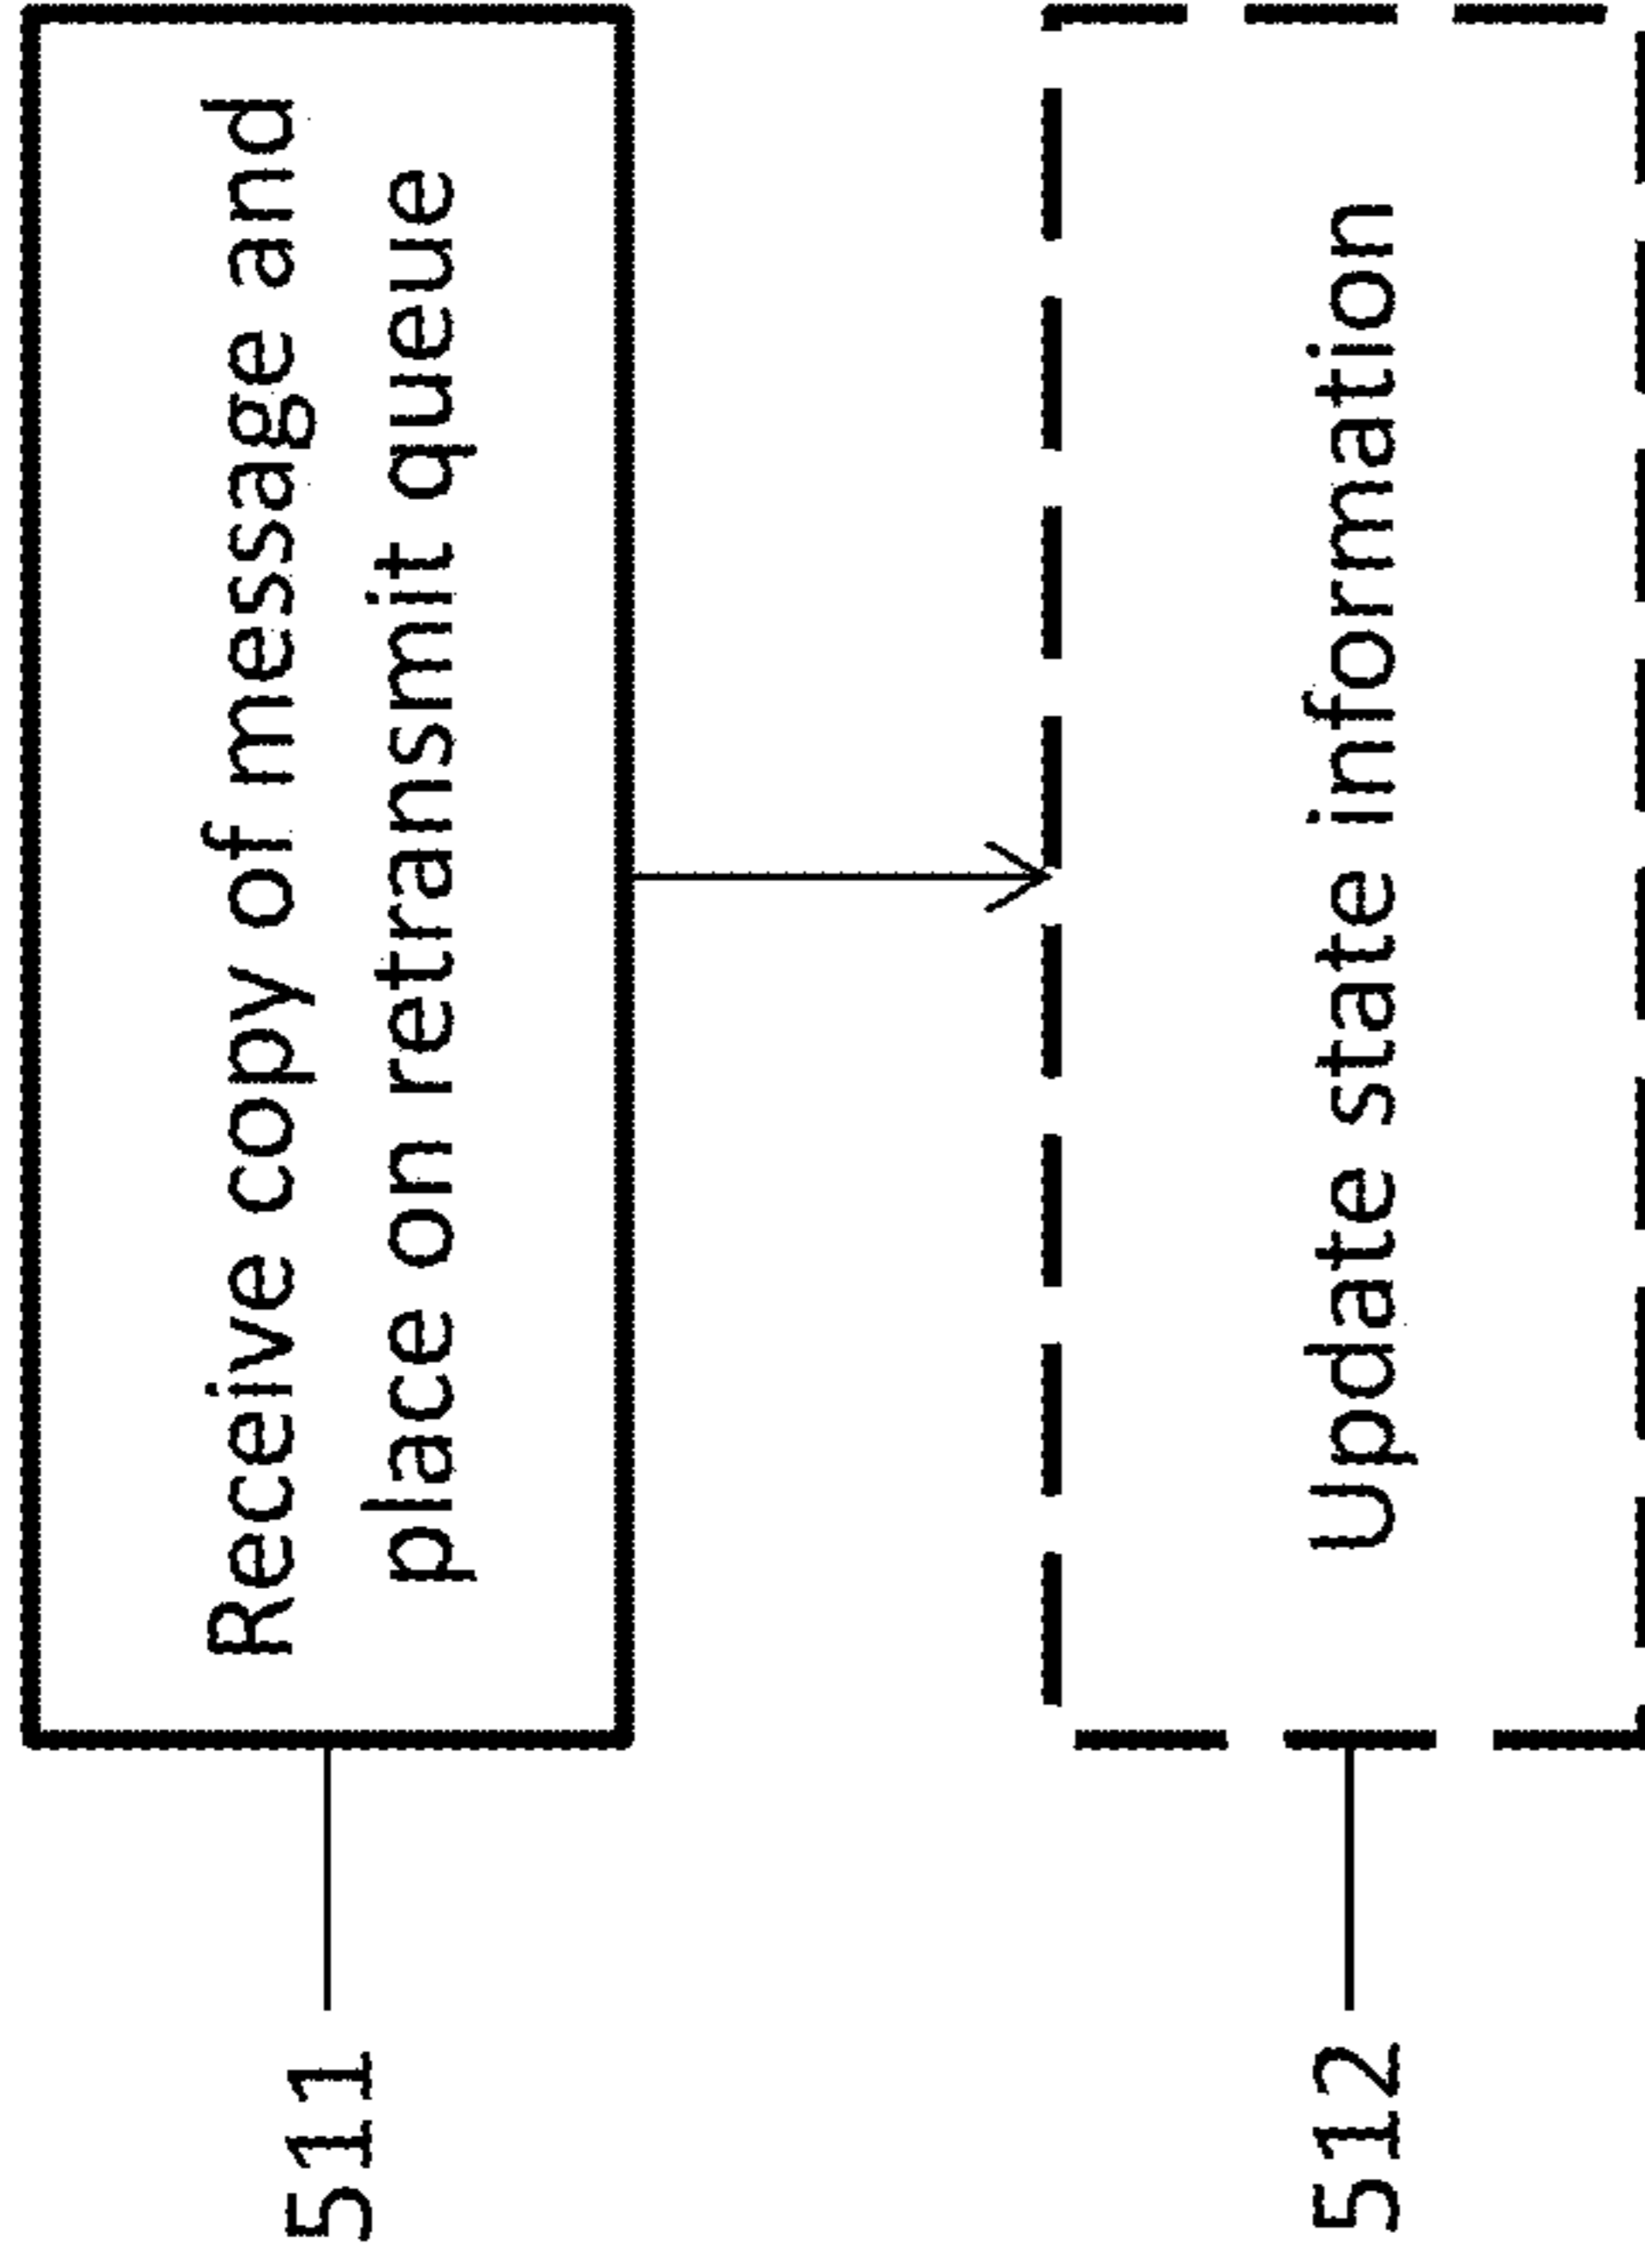 511
Receive copy of message and
place on retransmit queue
512
Update state information